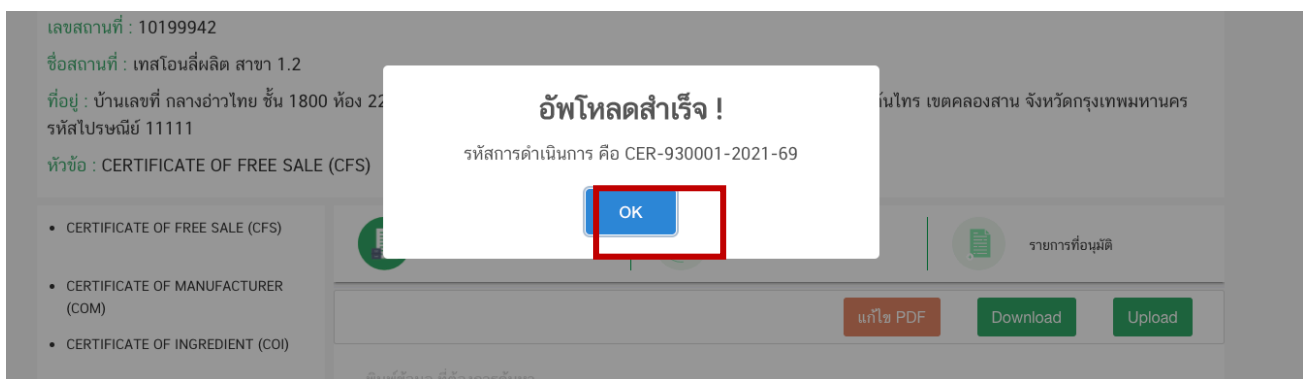 เลขสถานที่ : 10199942
ชื่อสถานที่ : เทสโอนลี่ผลิต สาขา 1.2
ที่อยู่ : บ้านเลขที่ กลางอ่าวไทย ชั้น 1800 ห้อง 22 ต้นไทร เขตคลองสาน จังหวัดกรุงเทพมหานคร
รหัสไปรษณีย์ 11111
หัวข้อ : CERTIFICATE OF FREE SALE (CFS)
อัพโหลดสำเร็จ !
รหัสการดำเนินการ คือ CER-930001-2021-69
OK
• CERTIFICATE OF FREE SALE (CFS)
• CERTIFICATE OF MANUFACTURER
(COM)
• CERTIFICATE OF INGREDIENT (COI)
รายการที่อนุมัติ
แก้ไข PDF
Download
Upload